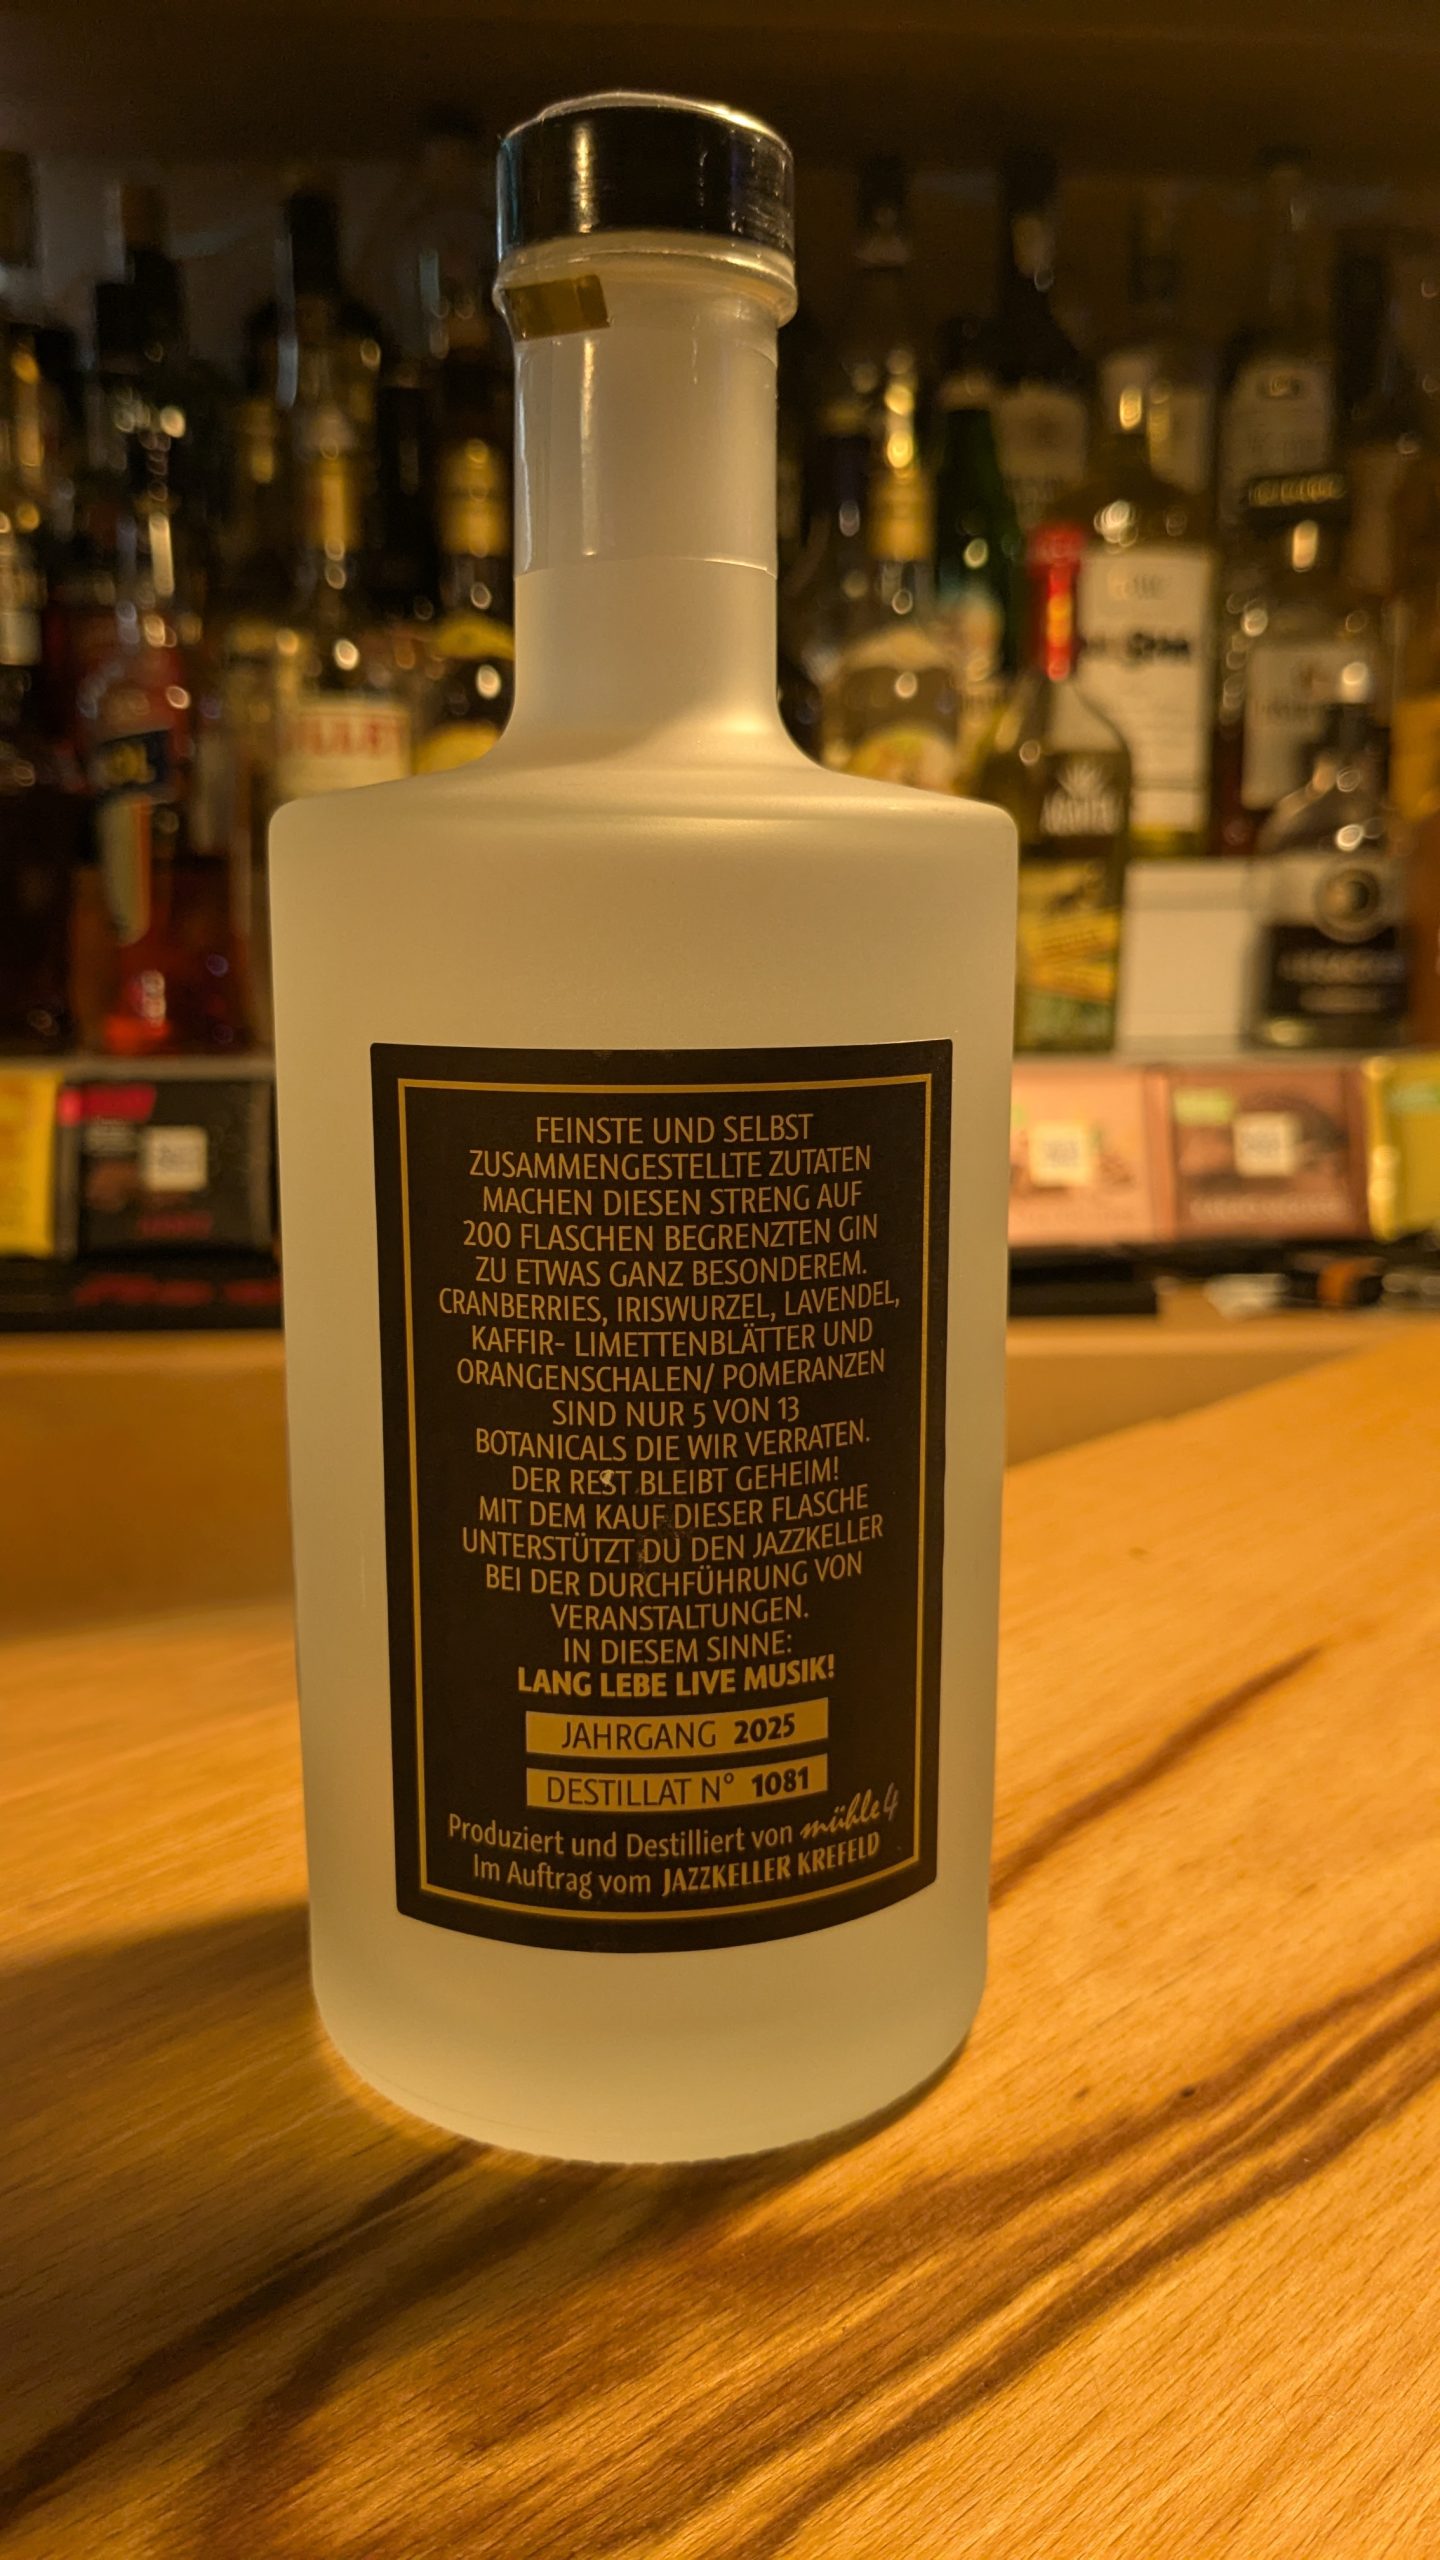 FEINSTE UND SELBST
ZUSAMMENGESTELLTE ZUTATEN
MACHEN DIESEN STRENG AUF
200 FLASCHEN BEGRENZTEN GIN
ZU ETWAS GANZ BESONDEREM.
CRANBERRIES, IRISWURZEL, LAVENDEL,
KAFFIR- LIMETTENBLÄTTER UND
ORANGENSCHALEN/ POMERANZEN
SIND NUR 5 VON 13
BOTANICALS DIE WIR VERRATEN.
DER REST BLEIBT GEHEIM!
MIT DEM KAUF DIESER FLASCHE
UNTERSTÜTZT DU DEN JAZZKELLER
BEI DER DURCHFÜHRUNG VON
VERANSTALTUNGEN.
IN DIESEM SINNE:
LANG LEBE LIVE MUSIK!
JAHRGANG 2025
DESTILLAT N° 1081
Produziert und Destilliert von mühle4
Im Auftrag vom JAZZKELLER KREFELD